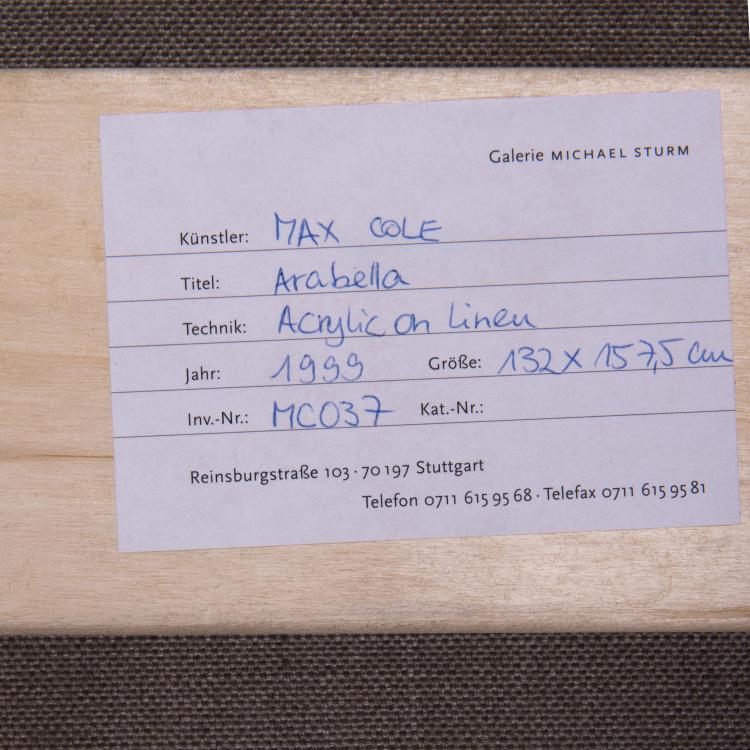 Galerie MICHAEL STURM
Künstler: MAX COLE
Titel: Arabella
Technik: Acrylic on Linen
Jahr: 1999 Größe: 132 x 157,5 cm
Inv.-Nr.: MC037 Kat.-Nr.:
Reinsburgstraße 103 · 70197 Stuttgart
Telefon 0711 615 95 68 · Telefax 0711 615 95 81